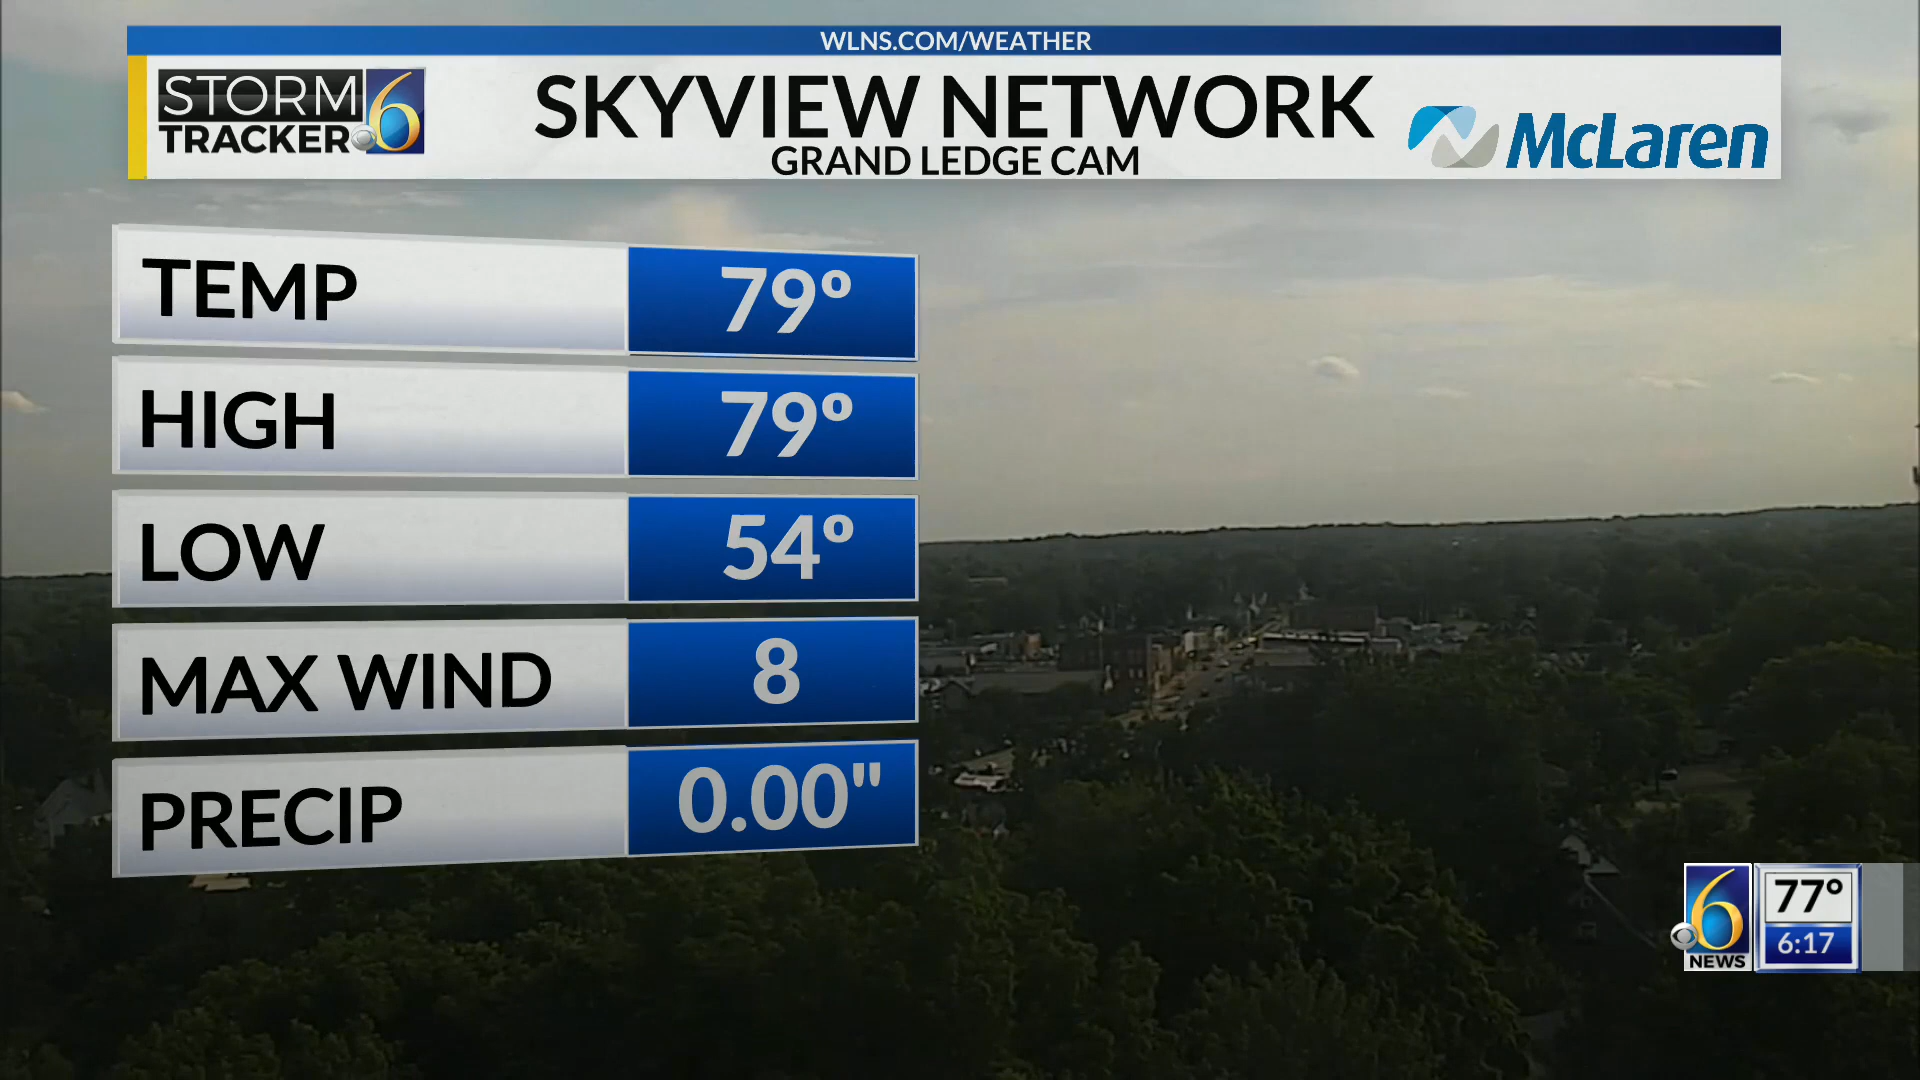 WLNS.COM/WEATHER
STORM
TRACKER 6
SKYVIEW NETWORK
GRAND LEDGE CAM
McLaren
TEMP 79°
HIGH 79°
LOW 54°
MAX WIND 8
PRECIP 0.00"
6
NEWS
77°
6:17